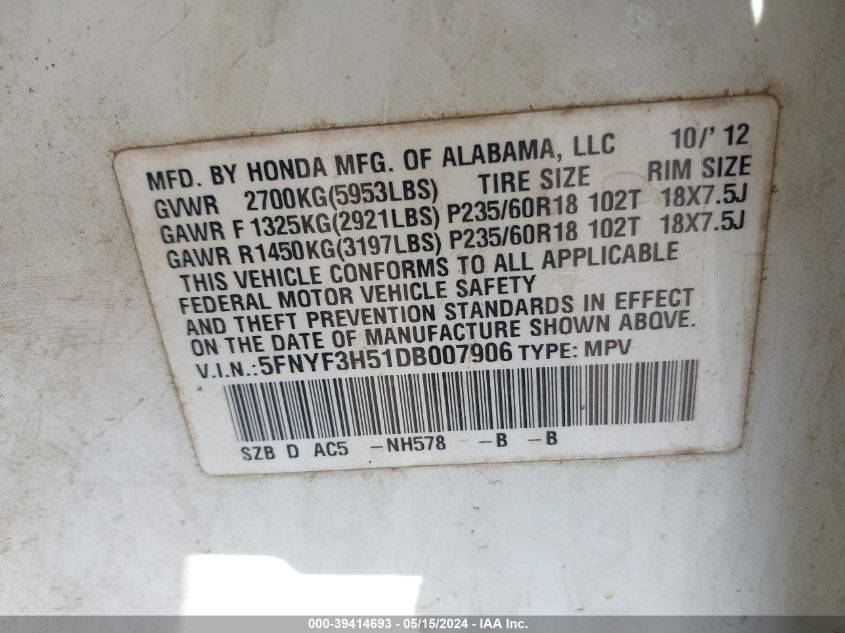 MFD. BY HONDA MFG. OF ALABAMA, LLC 10/'12
GVWR 2700KG(5953LBS) TIRE SIZE RIM SIZE
GAWR F 1325KG(2921LBS) P235/60R18 102T 18X7.5J
GAWR R1450KG(3197LBS) P235/60R18 102T 18X7.5J
THIS VEHICLE CONFORMS TO ALL APPLICABLE
FEDERAL MOTOR VEHICLE SAFETY
AND THEFT PREVENTION STANDARDS IN EFFECT
ON THE DATE OF MANUFACTURE SHOWN ABOVE.
V.I.N.:5FNYF3H51DB007906 TYPE: MPV
SZB D AC5 -NH578 -B -B
000-39414693 - 05/15/2024 - IAAI Inc.